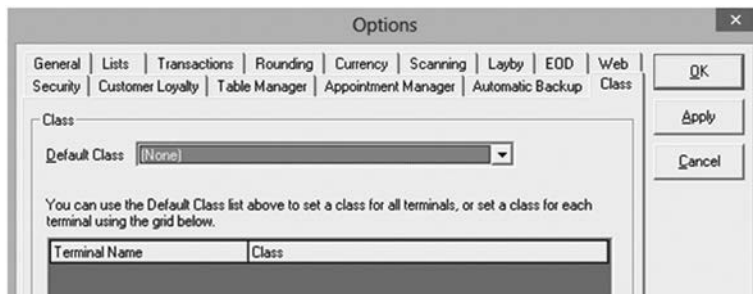 Options
General Lists Transactions Rounding Currency Scanning Layby EOD Web
Security Customer Loyalty Table Manager Appointment Manager Automatic Backup Class
OK
Apply
Cancel
Class
Default Class (None)
You can use the Default Class list above to set a class for all terminals, or set a class for each
terminal using the grid below.
Terminal Name Class